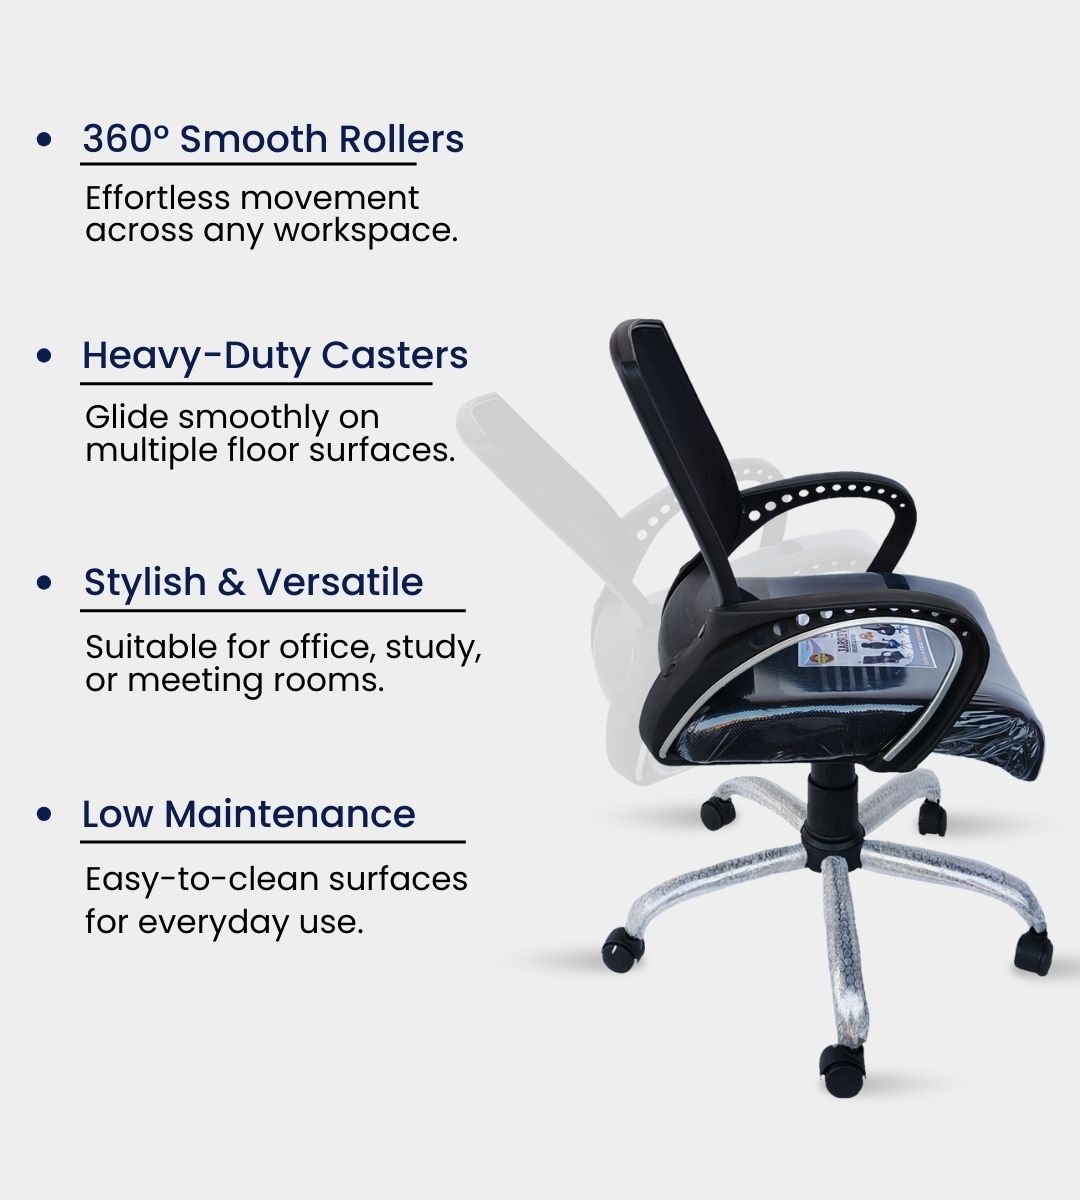 360° Smooth Rollers
Effortless movement
across any workspace.
Heavy-Duty Casters
Glide smoothly on
multiple floor surfaces.
Stylish & Versatile
Suitable for office, study,
or meeting rooms.
Low Maintenance
Easy-to-clean surfaces
for everyday use.